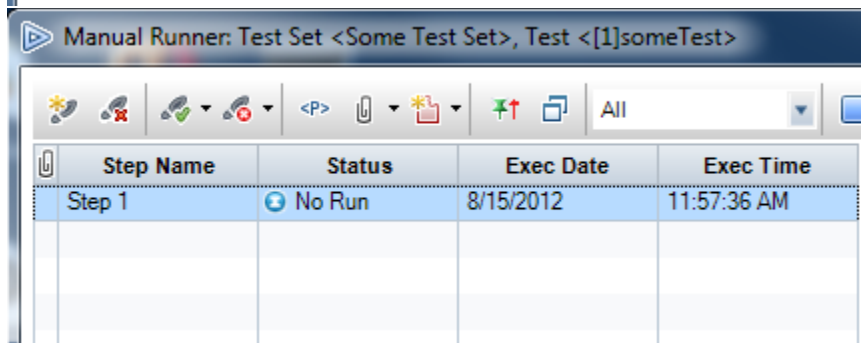 Manual Runner: Test Set <Some Test Set>, Test <[1]someTest>
<P> All
Step Name Status Exec Date Exec Time
Step 1 No Run 8/15/2012 11:57:36 AM